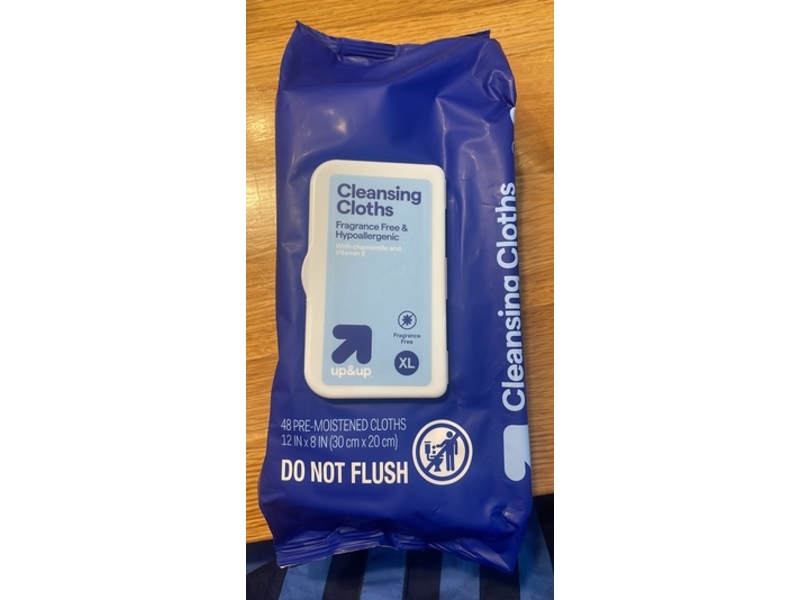 Cleansing
Cloths
Fragrance Free &
Hypoallergenic
With chamomile and
Vitamin E
Fragrance
Free
up&up
XL
48 PRE-MOISTENED CLOTHS
12 IN x 8 IN (30 cm x 20 cm)
DO NOT FLUSH
Cleansing Cloths